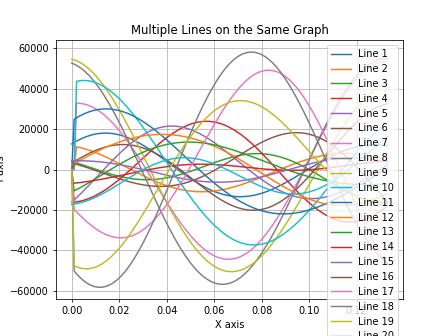 Multiple Lines on the Same Graph
60000
40000
20000
0
−20000
−40000
−60000
0.00 0.02 0.04 0.06 0.08 0.10
X axis
axis
Line 1
Line 2
Line 3
Line 4
Line 5
Line 6
Line 7
Line 8
Line 9
Line 10
Line 11
Line 12
Line 13
Line 14
Line 15
Line 16
Line 17
Line 18
Line 19
Line 20